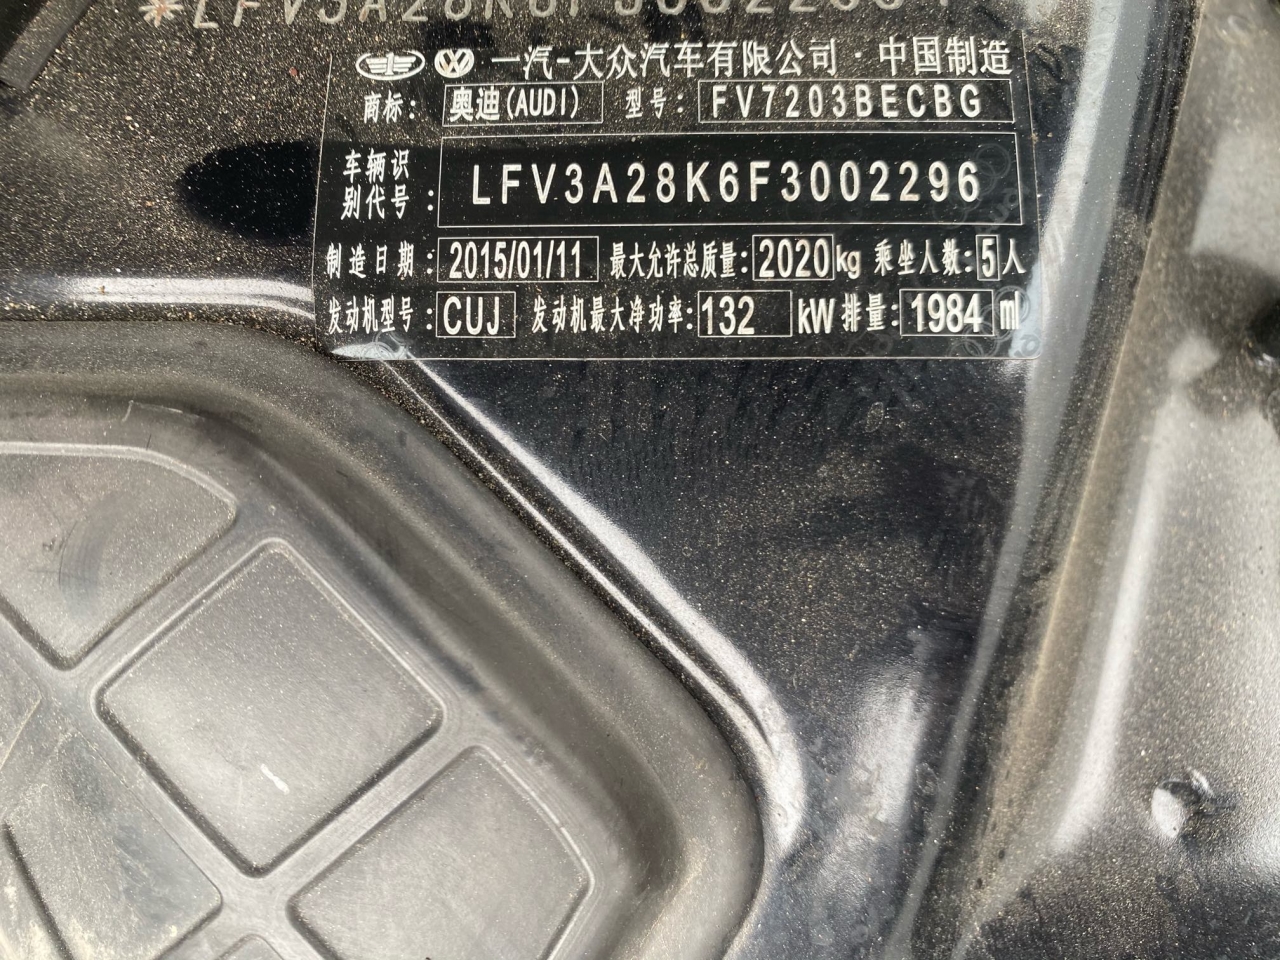 *LFV3A28K6F3002296*
一汽-大众汽车有限公司·中国制造
商标: 奥迪(AUDI) 型号: FV7203BECBG
车辆识别代号: LFV3A28K6F3002296
制造日期: 2015/01/11 最大允许总质量: 2020kg 乘坐人数: 5人
发动机型号: CUJ 发动机最大净功率: 132 kW 排量: 1984 ml